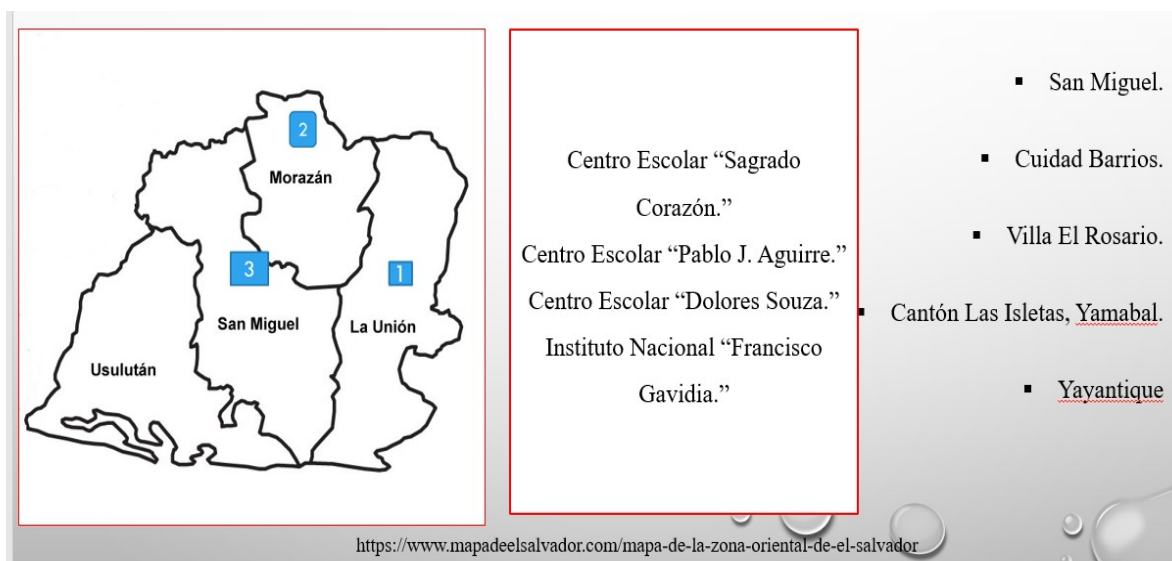 2
Morazán
3
1
San Miguel
La Unión
Usulután
Centro Escolar “Sagrado
Corazón.”
Centro Escolar “Pablo J. Aguirre.”
Centro Escolar “Dolores Souza.”
Instituto Nacional “Francisco
Gavidia.”
▪ San Miguel.
▪ Cuidad Barrios.
▪ Villa El Rosario.
▪ Cantón Las Isletas, Yamabal.
▪ Yayantique
https://www.mapadeelsalvador.com/mapa-de-la-zona-oriental-de-el-salvador